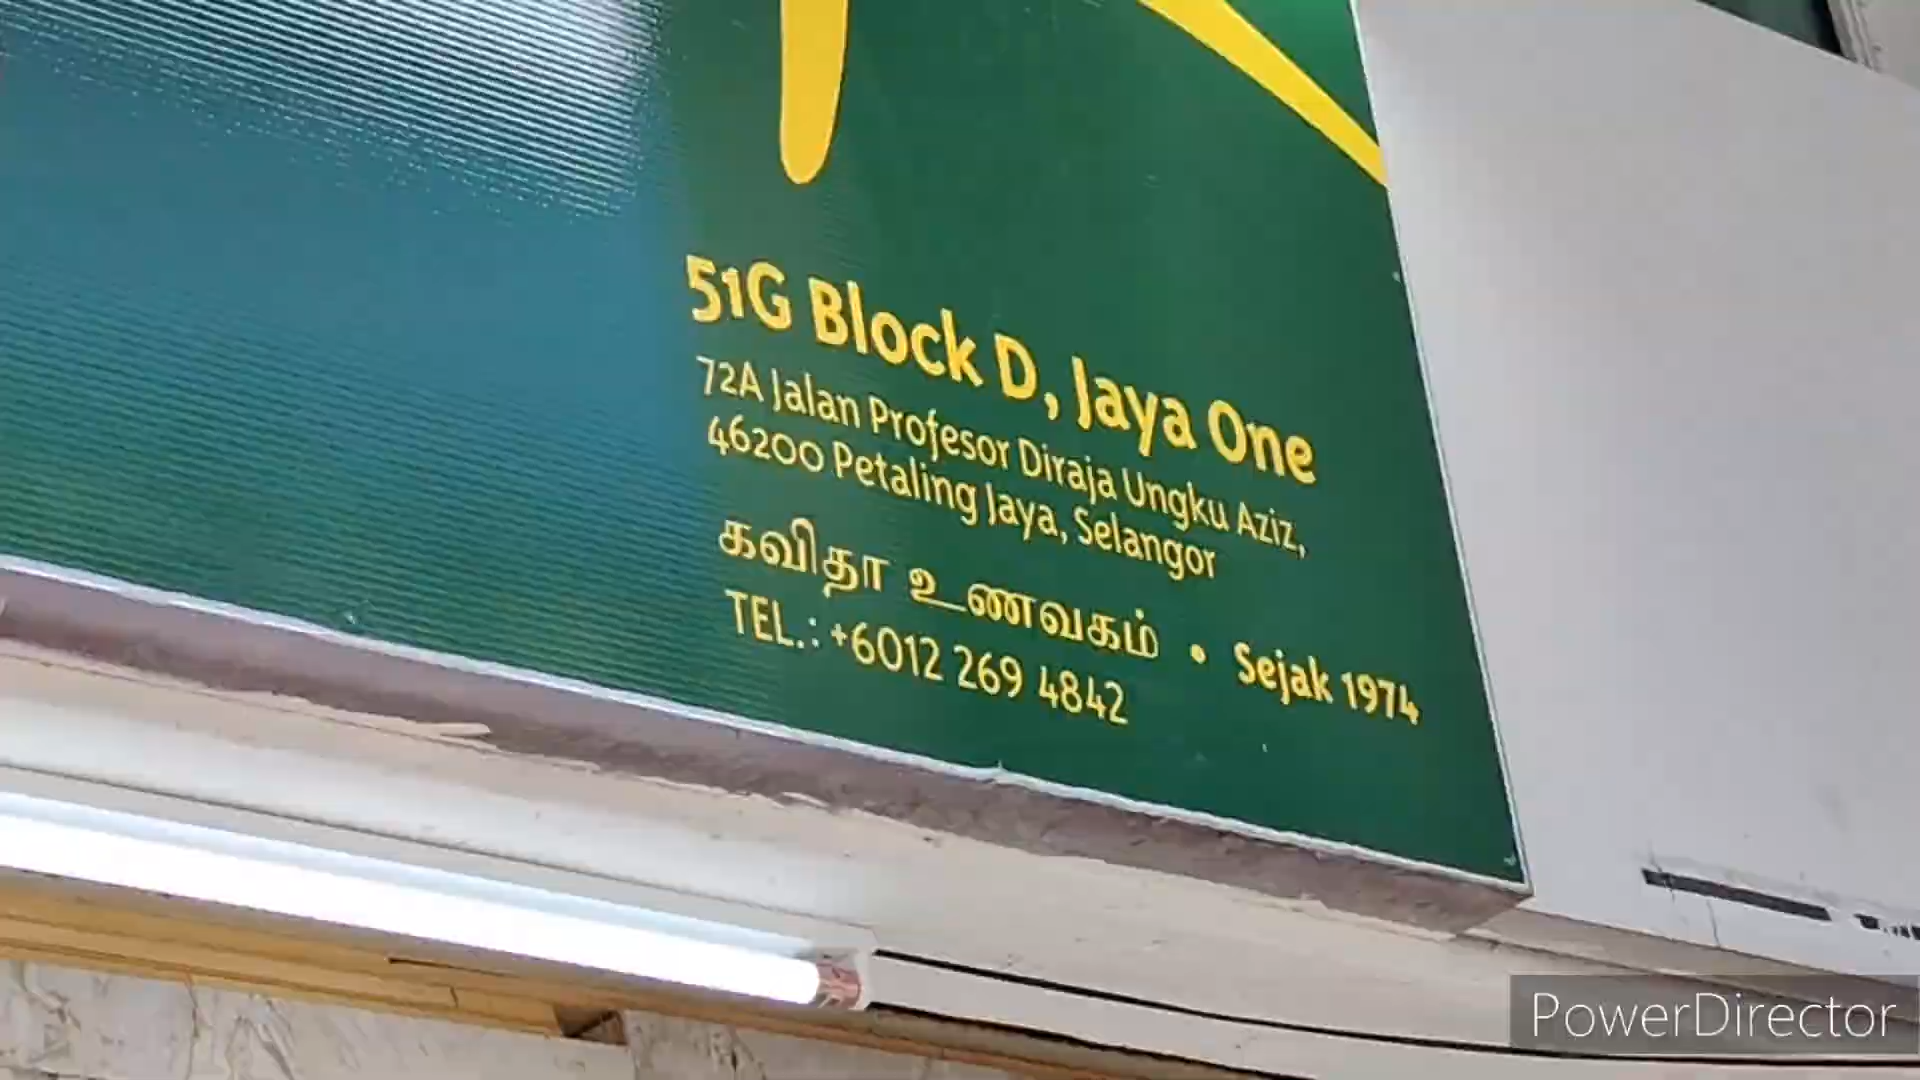 51G Block D, Jaya One
72A Jalan Profesor Diraja Ungku Aziz,
46200 Petaling Jaya, Selangor
கவிதா உணவகம் • Sejak 1974
TEL.: +6012 269 4842
PowerDirector